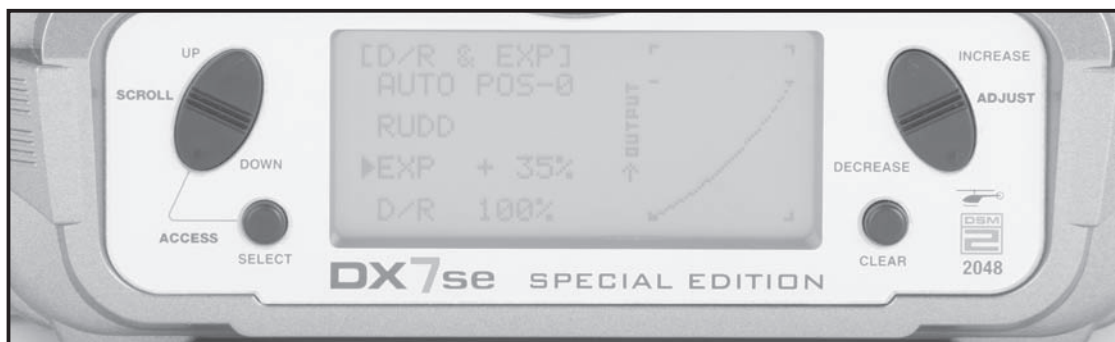 UP
SCROLL
DOWN
ACCESS
SELECT
[D/R & EXP]
AUTO POS-0
RUDD
▶EXP + 35%
D/R 100%
→OUTPUT
INCREASE
ADJUST
DECREASE
CLEAR
DSM
2
2048
DX7se SPECIAL EDITION